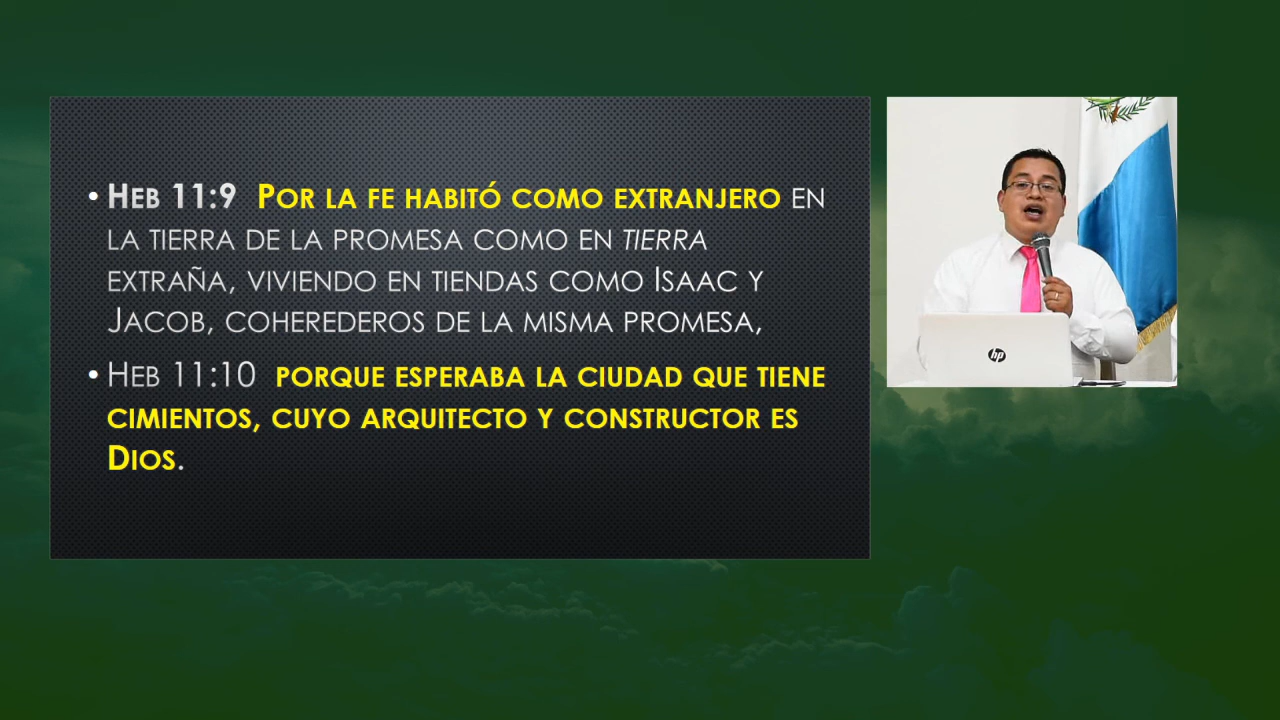 • Heb 11:9 Por la fe habitó como extranjero en
la tierra de la promesa como en tierra
extraña, viviendo en tiendas como Isaac y
Jacob, coherederos de la misma promesa,
• Heb 11:10 porque esperaba la ciudad que tiene
cimientos, cuyo arquitecto y constructor es
Dios.
hp